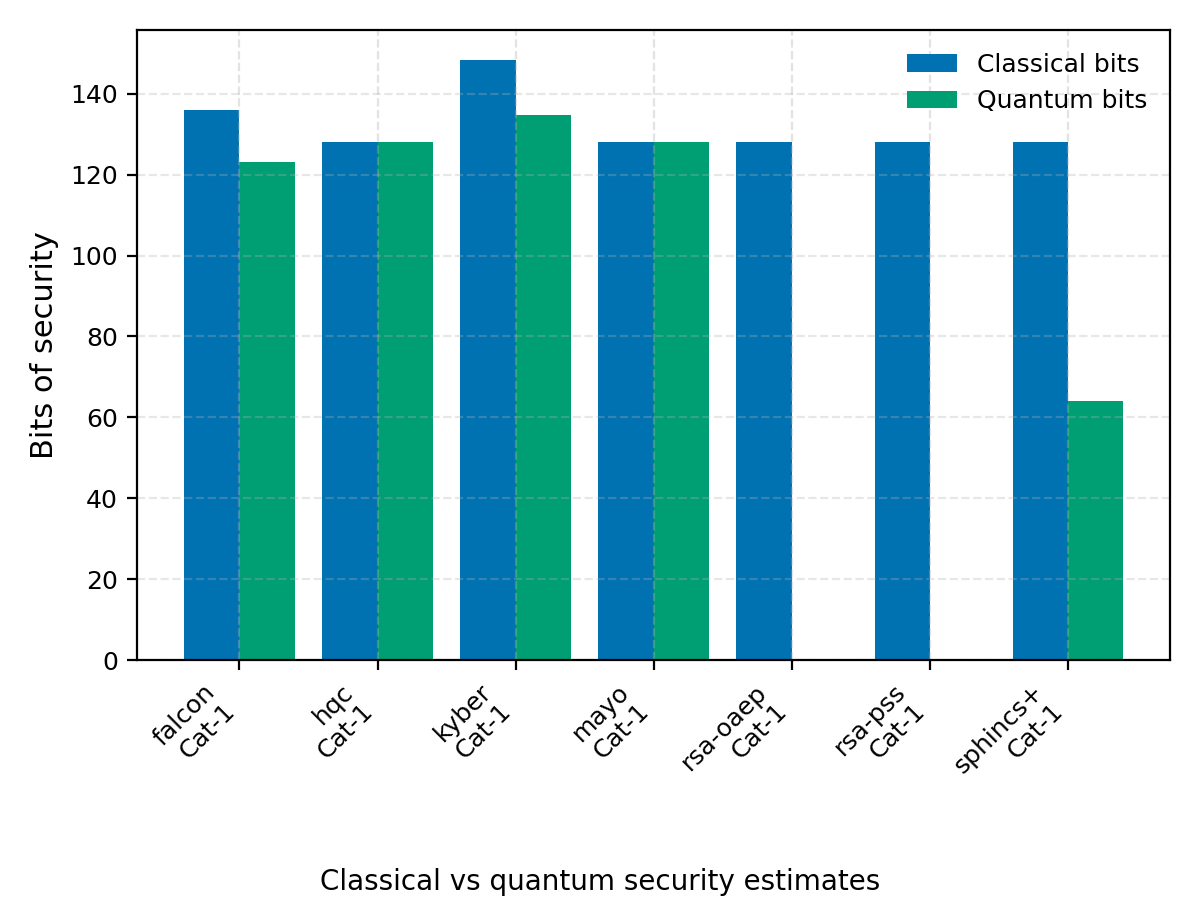 Classical bits
Quantum bits
140
120
100
80
60
40
20
0
Bits of security
falcon
Cat-1
hqc
Cat-1
kyber
Cat-1
mayo
Cat-1
rsa-oaep
Cat-1
rsa-pss
Cat-1
sphincs+
Cat-1
Classical vs quantum security estimates